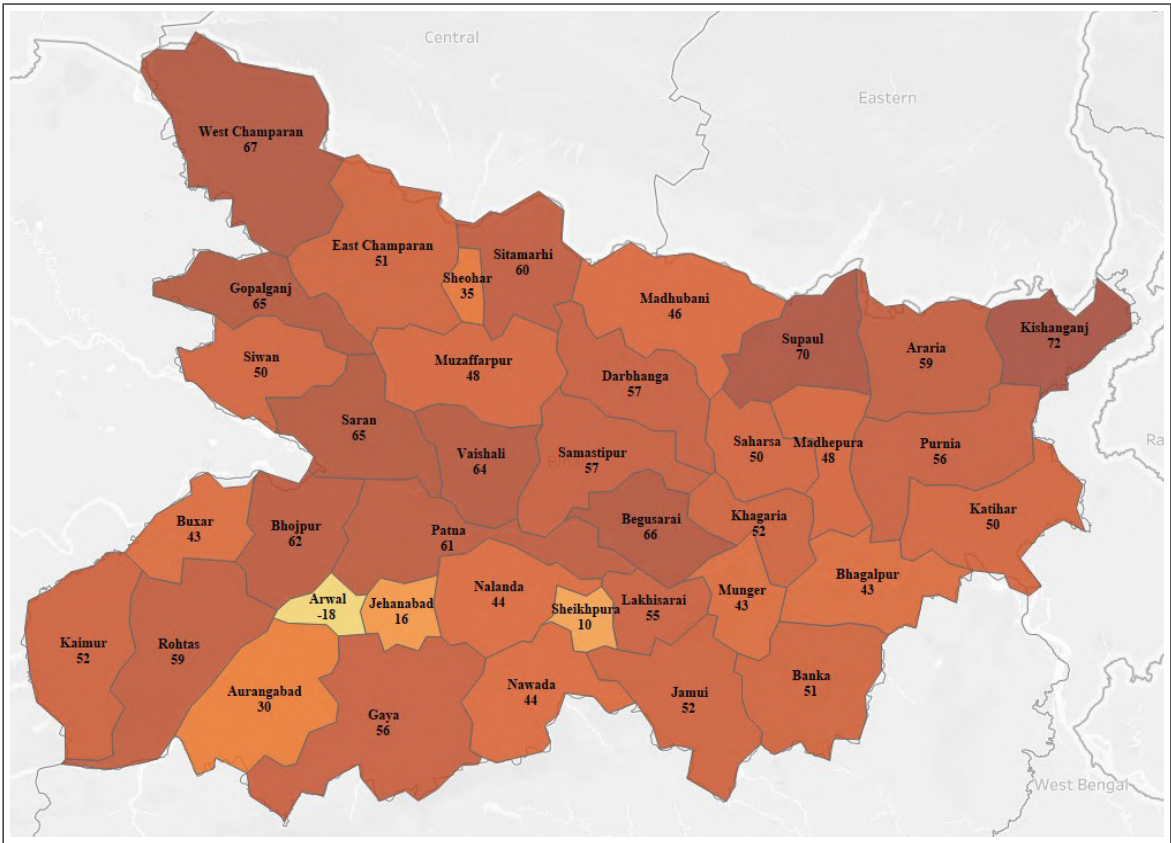 Central
Eastern
West Champaran
67
East Champaran
51
Sheohar
35
Sitamarhi
60
Gopalganj
65
Madhubani
46
Supaul
70
Araria
59
Kishanganj
72
Siwan
50
Muzaffarpur
48
Darbhanga
57
Saran
65
Vaishali
64
Samastipur
57
Saharsa
50
Madhepura
48
Purnia
56
Buxar
43
Bhojpur
62
Patna
61
Begusarai
66
Khagaria
52
Katihar
50
Arwal
-18
Jehanabad
16
Nalanda
44
Sheikhpura
10
Lakhisarai
55
Munger
43
Bhagalpur
43
Kaimur
52
Rohtas
59
Aurangabad
30
Gaya
56
Nawada
44
Jamui
52
Banka
51
West Bengal